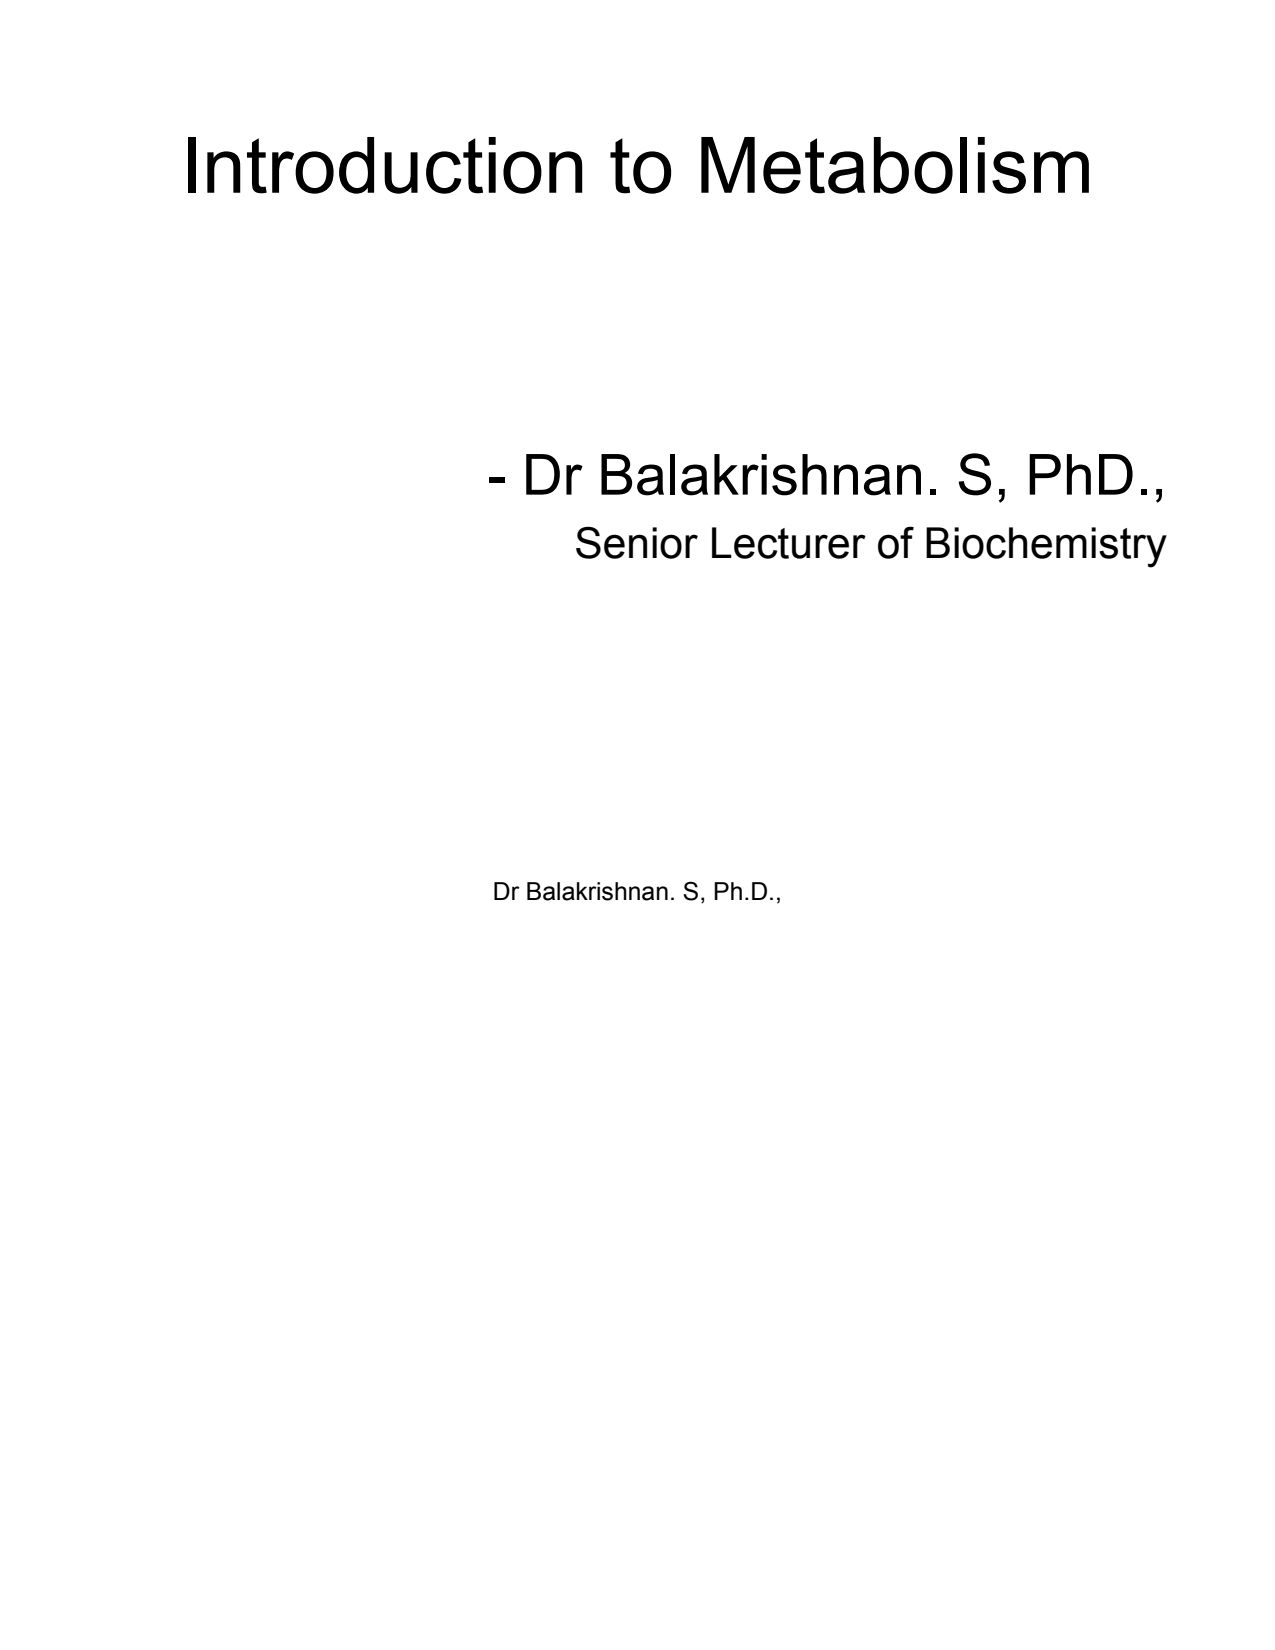 Introduction to Metabolism
- Dr Balakrishnan. S, PhD.,
Senior Lecturer of Biochemistry
Dr Balakrishnan. S, Ph.D.,